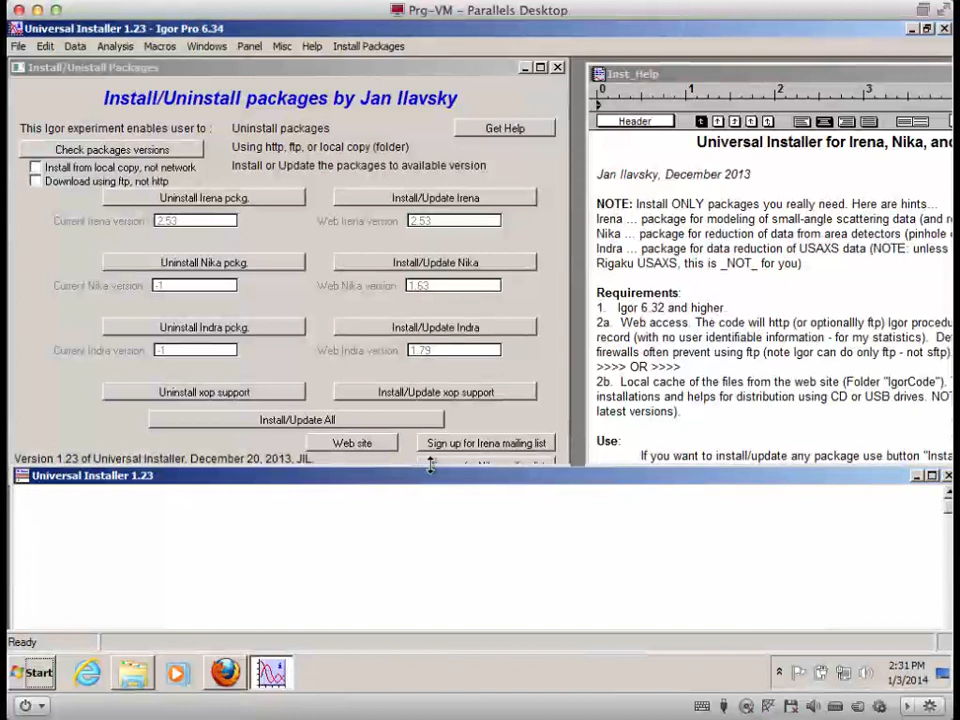 Prg-VM - Parallels Desktop
Universal Installer 1.23 - Igor Pro 6.34
File Edit Data Analysis Macros Windows Panel Misc Help Install Packages
Install/Unistall Packages
Install/Uninstall packages by Jan Ilavsky
This Igor experiment enables user to : Uninstall packages Get Help
Check packages versions Using http, ftp, or local copy (folder)
Install from local copy, not network Install or Update the packages to available version
Download using ftp, not http
Uninstall Irena pckg. Install/Update Irena
Current Irena version 2.53 Web Irena version 2.53
Uninstall Nika pckg. Install/Update Nika
Current Nika version -1 Web Nika version 1.63
Uninstall Indra pckg. Install/Update Indra
Current Indra version -1 Web Indra version 1.79
Uninstall xop support Install/Update xop support
Install/Update All
Web site Sign up for Irena mailing list
Version 1.23 of Universal Installer. December 20, 2013, JIL.
Inst_Help
0 1 2 3
Header
Universal Installer for Irena, Nika, an
Jan Ilavsky, December 2013
NOTE: Install ONLY packages you really need. Here are hints...
Irena ... package for modeling of small-angle scattering data (and r
Nika ... package for reduction of data from area detectors (pinhole
Indra ... package for data reduction of USAXS data (NOTE: unless
Rigaku USAXS, this is _NOT_ for you)
Requirements:
1. Igor 6.32 and higher.
2a. Web access. The code will http (or optionallly ftp) Igor procedu
record (with no user identifiable information - for my statistics). De
firewalls often prevent using ftp (note Igor can do only ftp - not sftp)
>>>> OR >>>>
2b. Local cache of the files from the web site (Folder "IgorCode"). T
installations and helps for distribution using CD or USB drives. NO
latest versions).
Use:
If you want to install/update any package use button "Insta
Universal Installer 1.23
Ready
Start
2:31 PM
1/3/2014